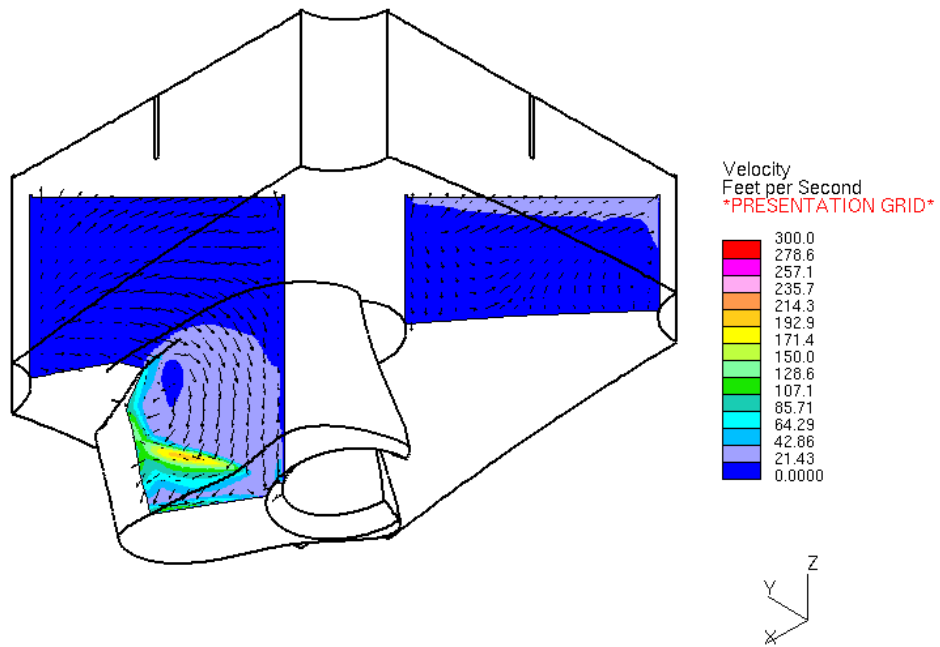 Velocity
Feet per Second
*PRESENTATION GRID*
300.0
278.6
257.1
235.7
214.3
192.9
171.4
150.0
128.6
107.1
85.71
64.29
42.86
21.43
0.0000
Z
Y
X